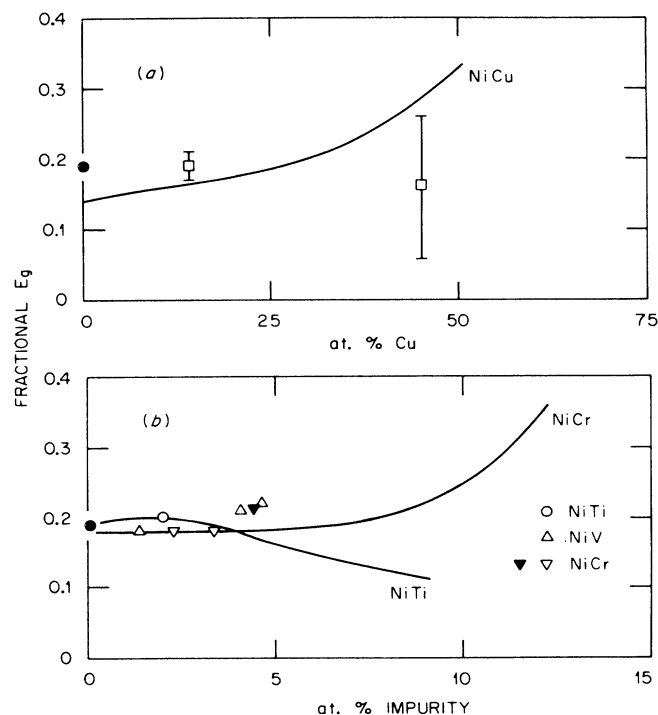 0.4
(a)
NiCu
0.3
0.2
0.1
0
0 25 50 75
at. % Cu
FRACTIONAL Eg
0.4
(b)
NiCr
0.3
0.2
NiTi
.NiV
NiCr
0.1
NiTi
0
0 5 10 15
at. % IMPURITY